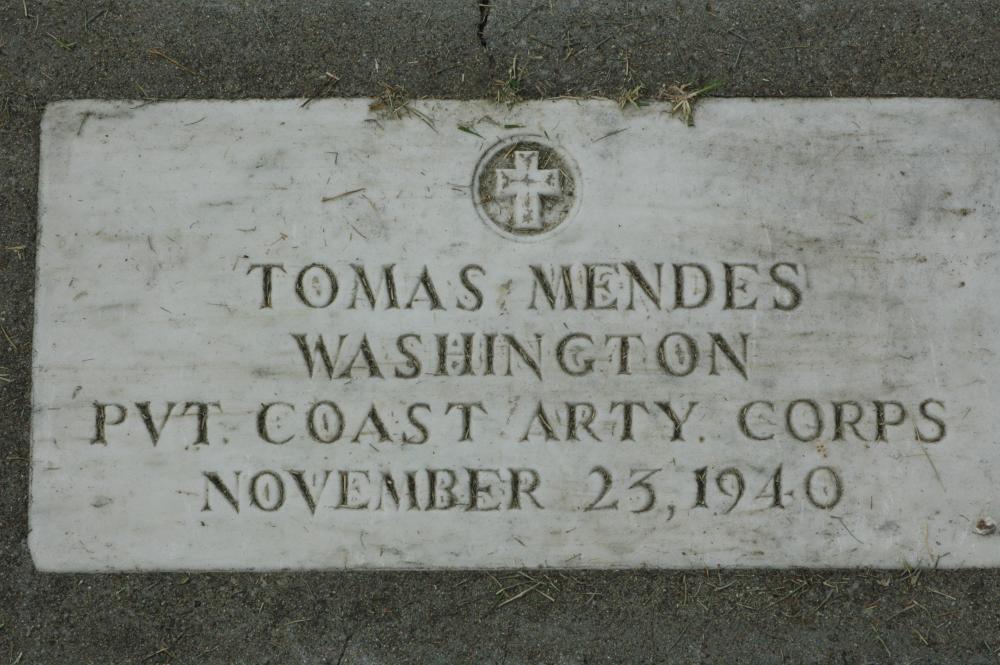 TOMAS MENDES
WASHINGTON
PVT. COAST ARTY. CORPS
NOVEMBER 23, 1940